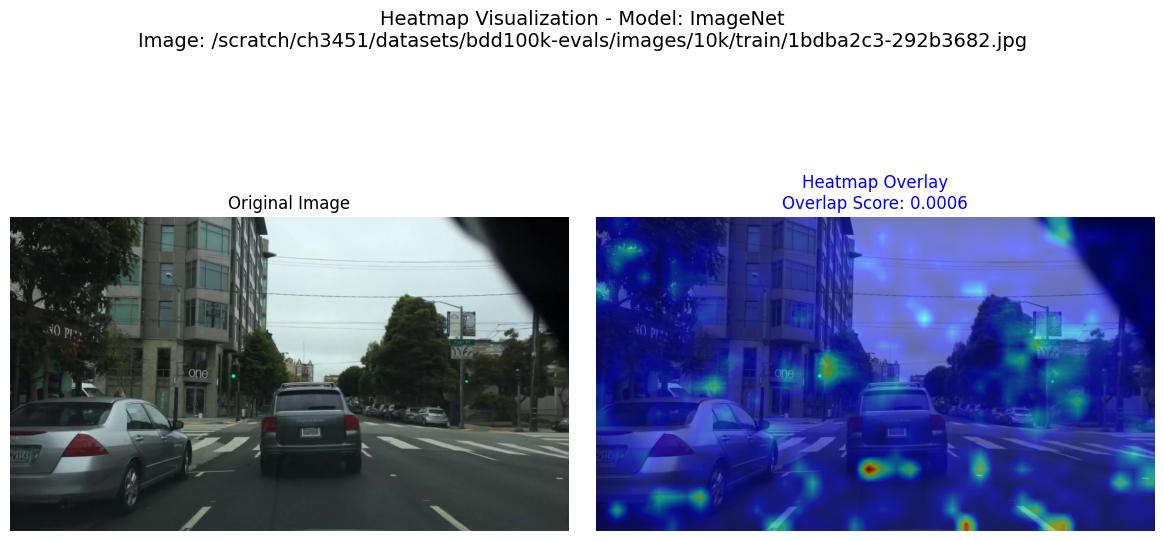 Heatmap Visualization - Model: ImageNet
Image: /scratch/ch3451/datasets/bdd100k-evals/images/10k/train/1bdba2c3-292b3682.jpg
Original Image
Heatmap Overlay
Overlap Score: 0.0006
one
one